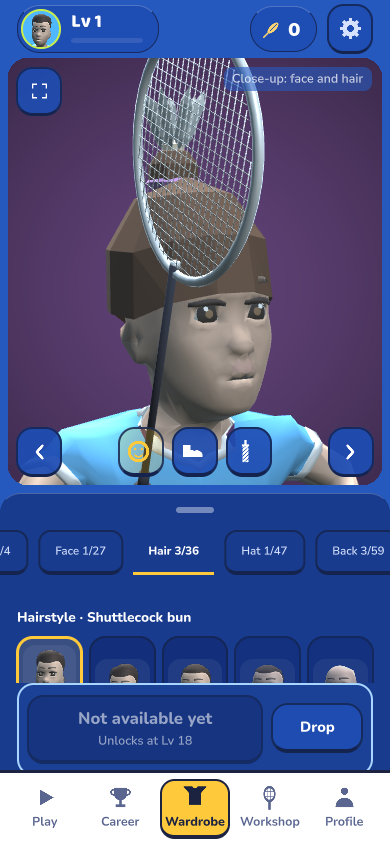 Lv 1
0
Close-up: face and hair
/4
Face 1/27
Hair 3/36
Hat 1/47
Back 3/59
Hairstyle · Shuttlecock bun
Not available yet
Unlocks at Lv 18
Drop
Play
Career
Wardrobe
Workshop
Profile